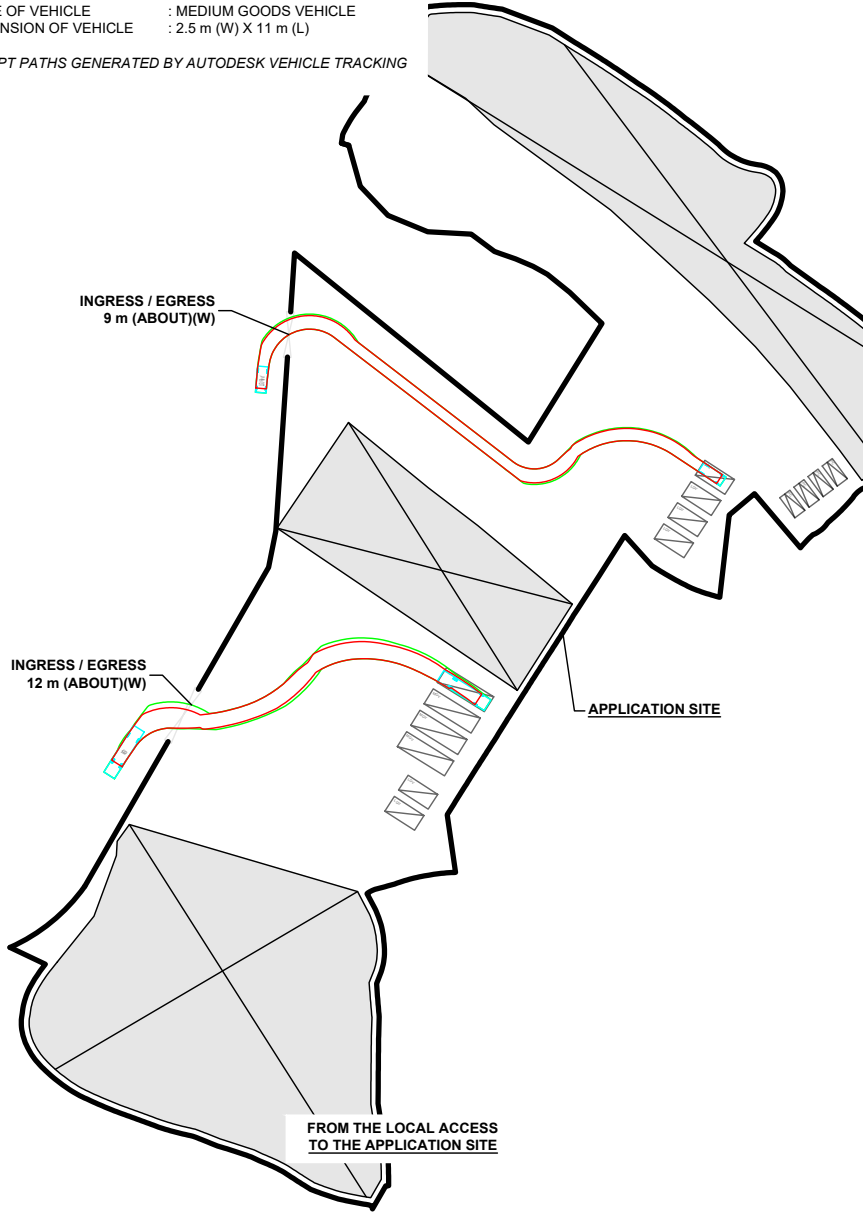 E OF VEHICLE : MEDIUM GOODS VEHICLE
NSION OF VEHICLE : 2.5 m (W) X 11 m (L)
PT PATHS GENERATED BY AUTODESK VEHICLE TRACKING
INGRESS / EGRESS
9 m (ABOUT)(W)
INGRESS / EGRESS
12 m (ABOUT)(W)
APPLICATION SITE
FROM THE LOCAL ACCESS
TO THE APPLICATION SITE